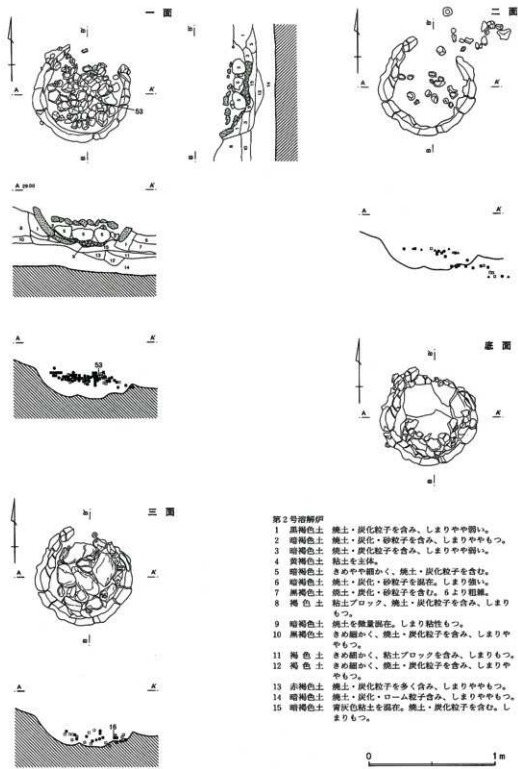 一 面
二 面
B'
B'
B'
A
A'
53
A
A'
B
B
B
A 29.00
A'
A
A'
A
A'
53
底 面
B'
A
A'
B
三 面
B'
A
A'
B
A
A'
16
第2号溶解炉
1 黒褐色土 焼土・炭化粒子を含み、しまりやや弱い。
2 暗褐色土 焼土・炭化・砂粒子を含み、しまりややもつ。
3 暗褐色土 焼土・炭化粒子を含み、しまりやや弱い。
4 黄褐色土 粘土を主体。
5 暗褐色土 きめやや細かく、焼土・炭化粒子を含む。
6 暗褐色土 焼土・炭化・砂粒子を混在。しまり強い。
7 黒褐色土 焼土・炭化・砂粒子を含む。6より粗雑。
8 褐色土 粘土ブロック、焼土・炭化粒子を含み、しまり
もつ。
9 暗褐色土 焼土を微量混在。しまり粘性もつ。
10 黒褐色土 きめ細かく、焼土・炭化粒子を含み、しまりや
やもつ。
11 褐色土 きめ細かく、粘土ブロックを含み、しまりもつ。
12 褐色土 きめ細かく、焼土・炭化粒子を含み、しまりや
やもつ。
13 赤褐色土 焼土・炭化粒子を多く含み、しまりややもつ。
14 暗褐色土 焼土・炭化・ローム粒子含み、しまりややもつ。
15 暗褐色土 青灰色粘土を混在。焼土・炭化粒子を含む。し
まりもつ。
0 1m